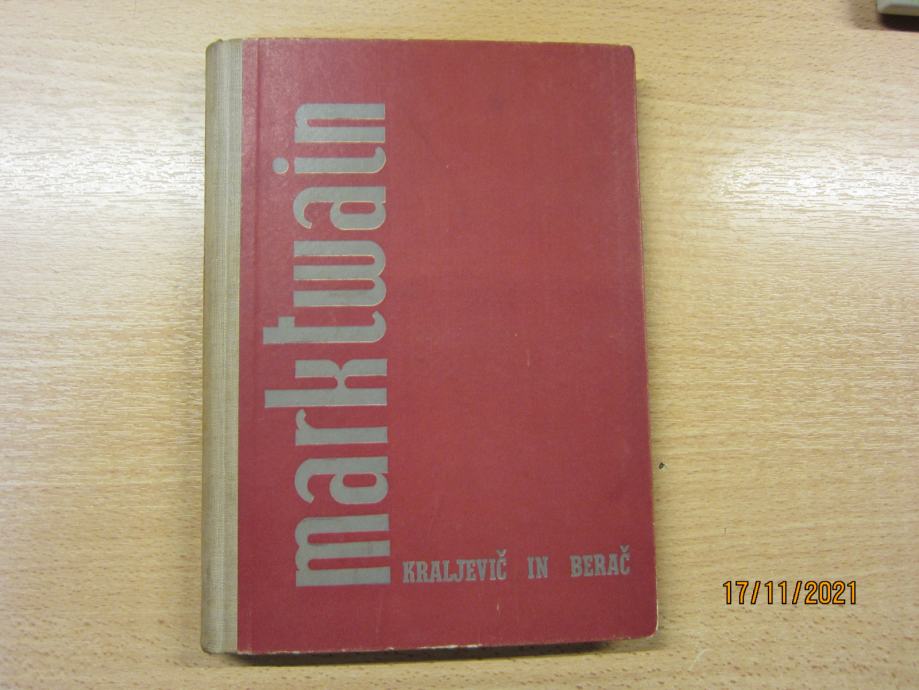 marktwain
KRALJEVIČ IN BERAČ
17/11/2021